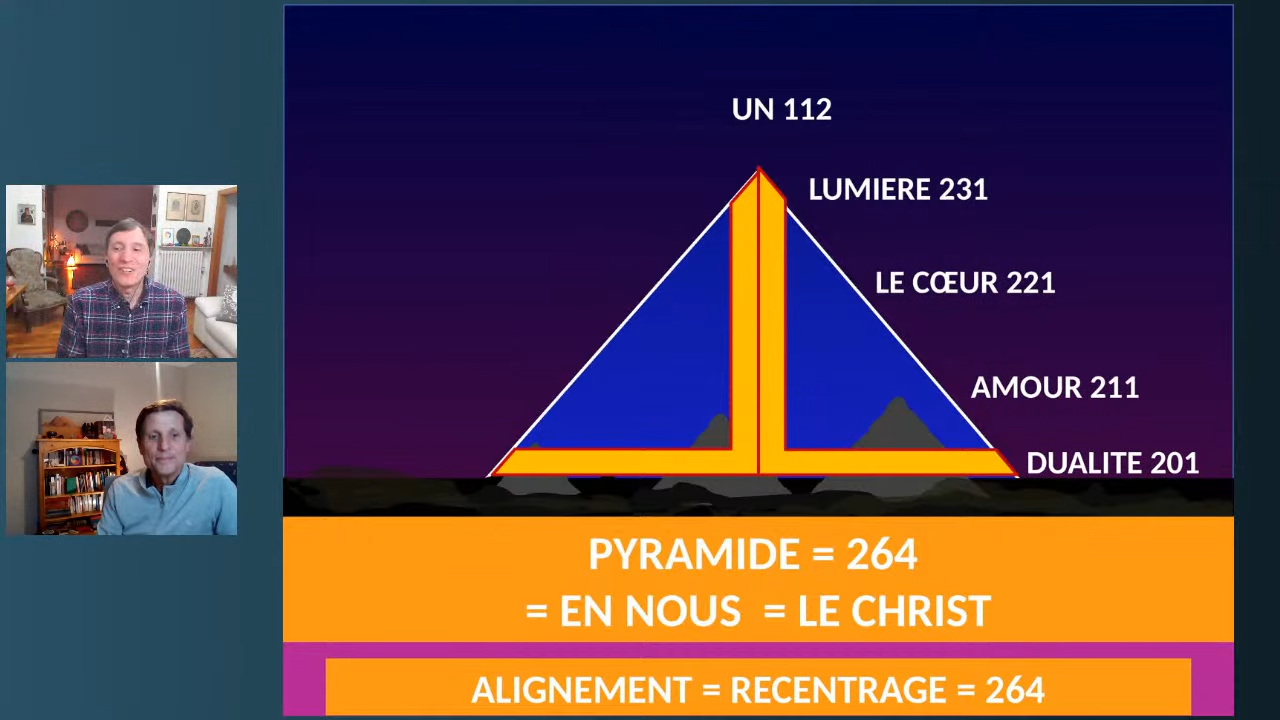 UN 112
LUMIERE 231
LE CŒUR 221
AMOUR 211
DUALITE 201
PYRAMIDE = 264
= EN NOUS = LE CHRIST
ALIGNEMENT = RECENTRAGE = 264